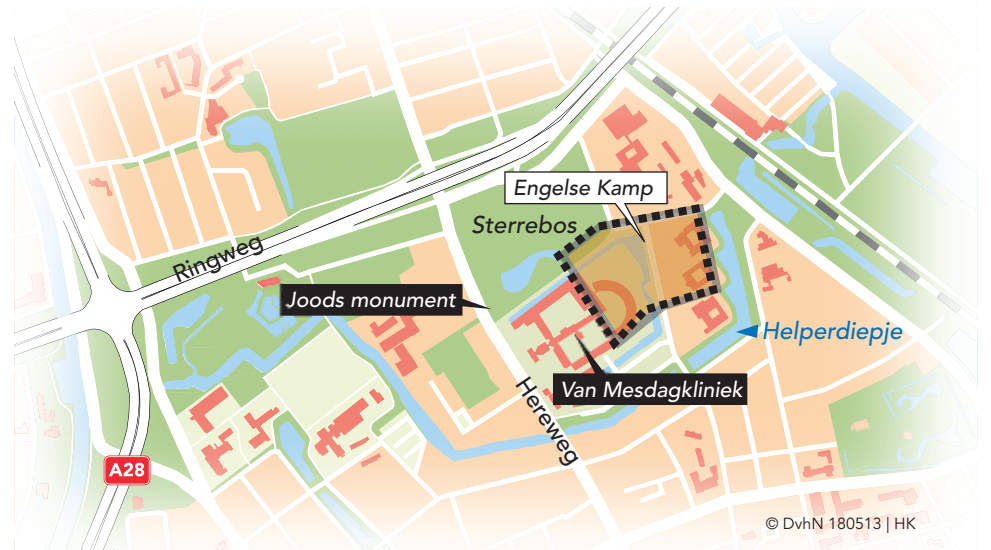 Engelse Kamp
Sterrebos
Ringweg
Joods monument
Helperdiepje
Van Mesdagkliniek
Hereweg
A28
© DvhN 180513 | HK